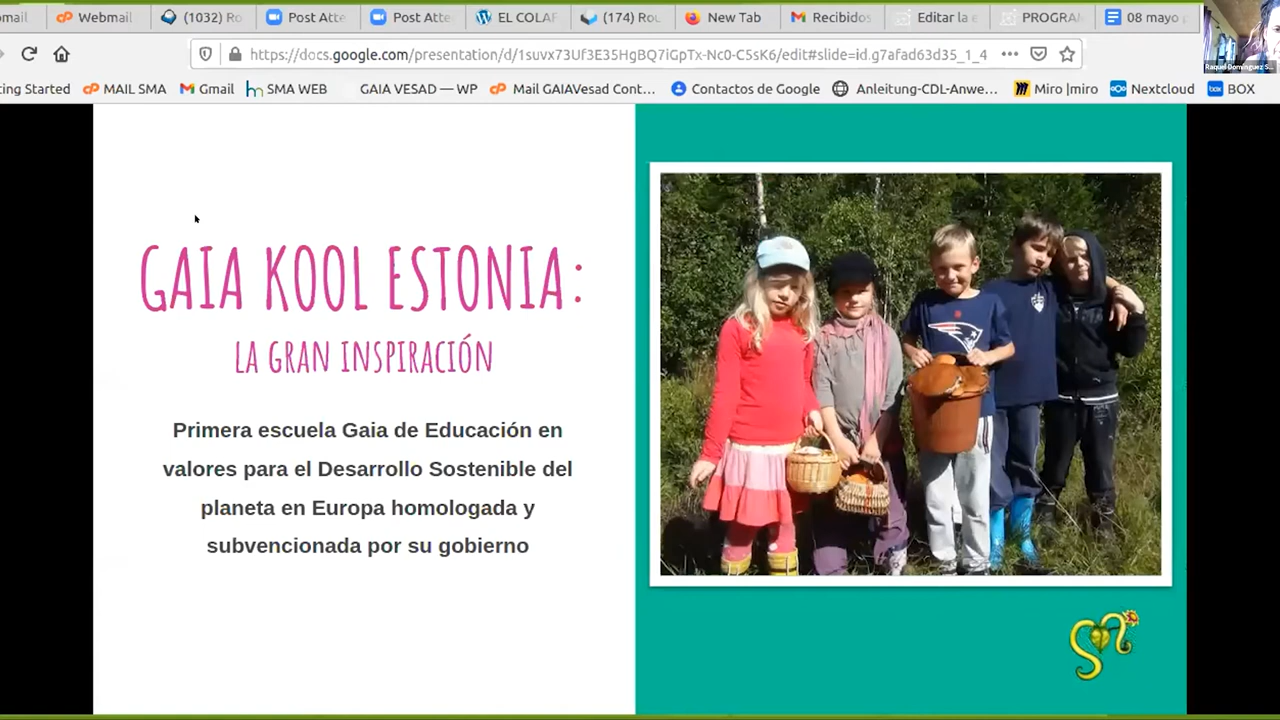 mail
Webmail
(1032) Ro
Post Atte
Post Atte
EL COLAF
(174) Rou
New Tab
Recibidos
Editar la e
PROGRAM
08 mayo
https://docs.google.com/presentation/d/1suvx73Uf3E35HgBQ7iGpTx-Nc0-C5sK6/edit#slide=id.g7afad63d35_1_4
ing Started
MAIL SMA
Gmail
SMA WEB
GAIA VESAD — WP
Mail GAIAVesad Cont…
Contactos de Google
Anleitung-CDL-Anwe…
Miro |miro
Nextcloud
BOX
GAIA KOOL ESTONIA:
LA GRAN INSPIRACIÓN
Primera escuela Gaia de Educación en
valores para el Desarrollo Sostenible del
planeta en Europa homologada y
subvencionada por su gobierno